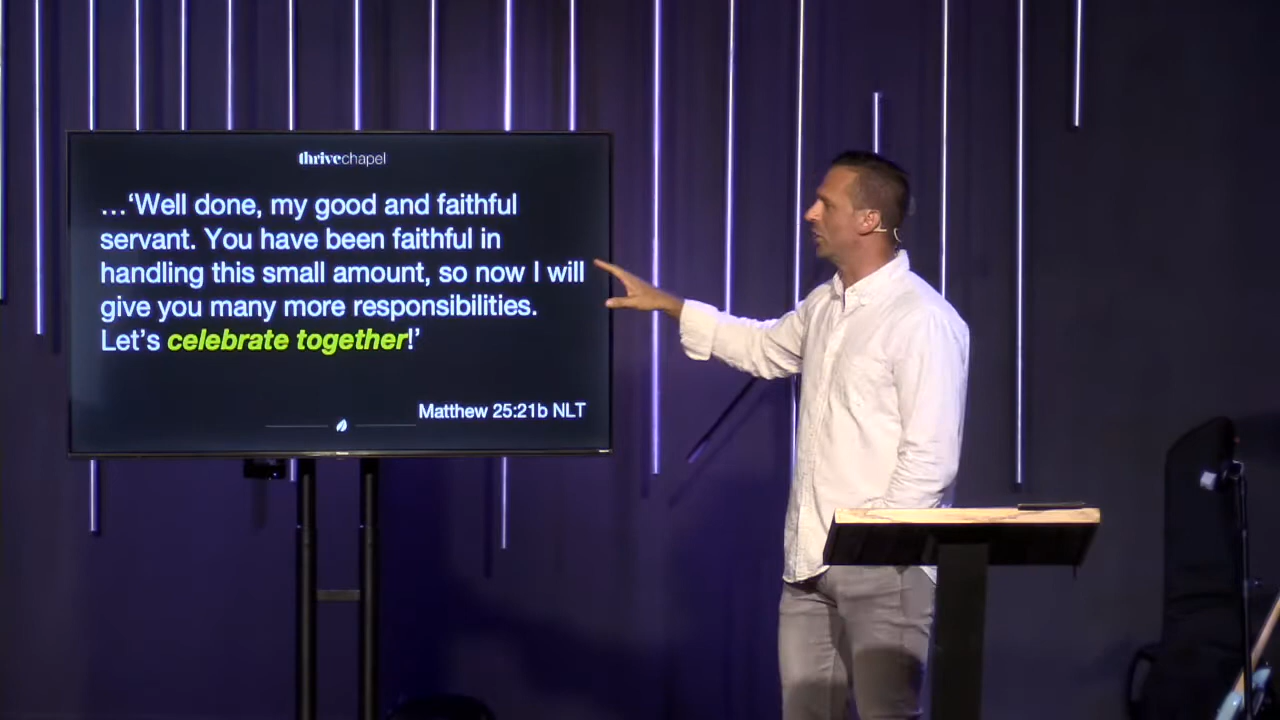 thrivechapel
…‘Well done, my good and faithful
servant. You have been faithful in
handling this small amount, so now I will
give you many more responsibilities.
Let’s celebrate together!’
Matthew 25:21b NLT